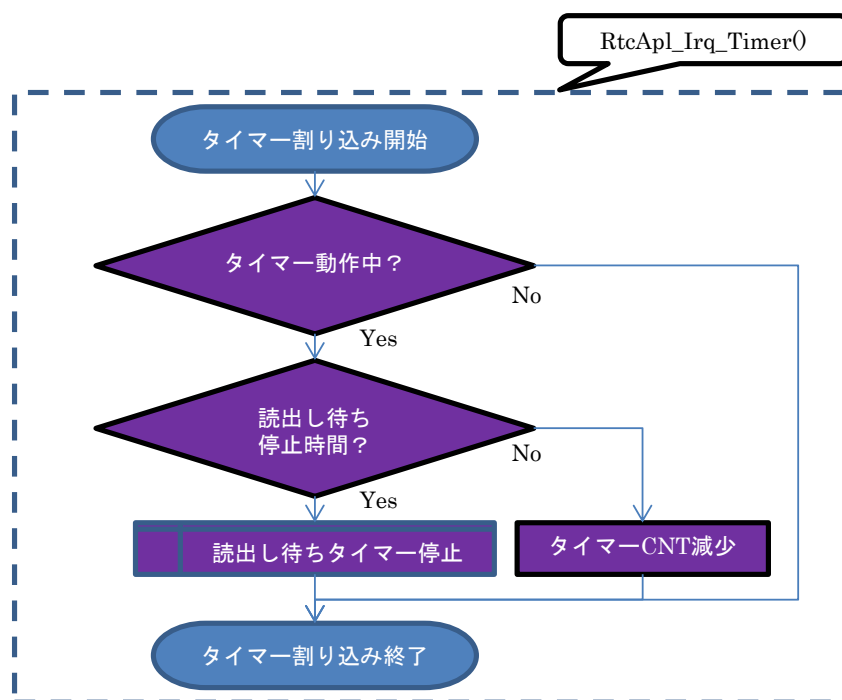 RtcApl_Irq_Timer()
タイマー割り込み開始
タイマー動作中？
No
Yes
読出し待ち
停止時間？
No
Yes
読出し待ちタイマー停止
タイマーCNT減少
タイマー割り込み終了